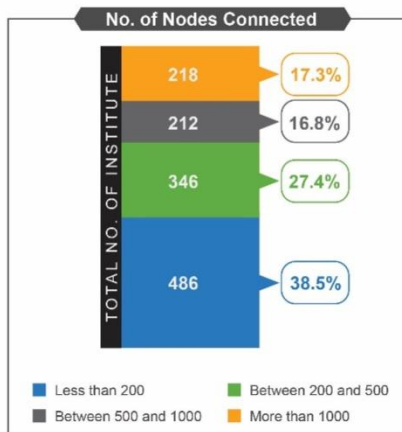 No. of Nodes Connected
TOTAL NO. OF INSTITUTE
218 17.3%
212 16.8%
346 27.4%
486 38.5%
Less than 200 Between 200 and 500
Between 500 and 1000 More than 1000